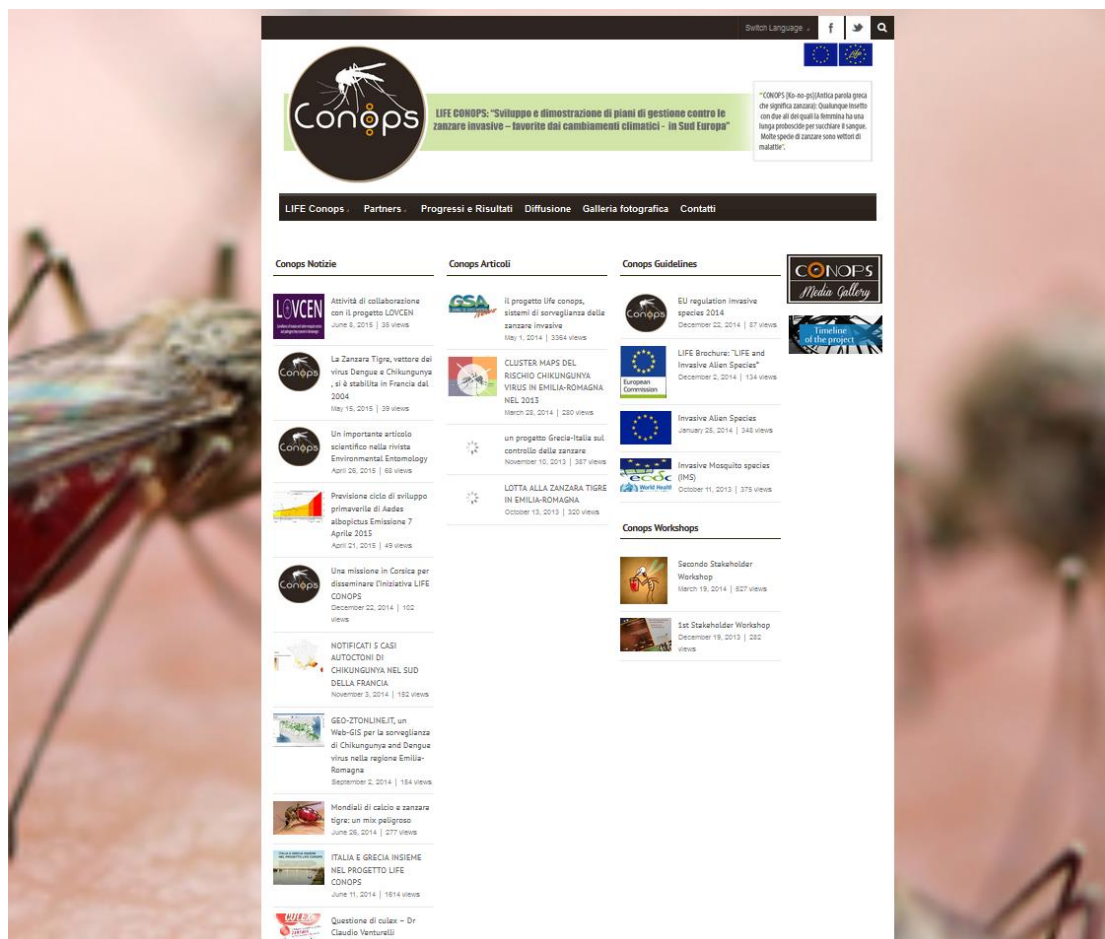 Switch Language
Conops
LIFE CONOPS: "Sviluppo e dimostrazione di piani di gestione contro le
zanzare invasive – favorite dai cambiamenti climatici - in Sud Europa"
"CONOPS [Ko-no-ps](Antica parola greca
che significa zanzara): Qualunque insetto
con due ali dei quali la femmina ha una
lunga proboscide per succhiare il sangue.
Molte specie di zanzare sono vettori di
malattie".
LIFE Conops Partners Progressi e Risultati Diffusione Galleria fotografica Contatti
Conops Notizie
LOVCEN
Attività di collaborazione
con il progetto LOVCEN
June 8, 2015 | 35 views
Conops
La Zanzara Tigre, vettore dei
virus Dengue e Chikungunya
, si è stabilita in Francia dal
2004
May 15, 2015 | 39 views
Conops
Un importante articolo
scientifico nella rivista
Environmental Entomology
April 26, 2015 | 68 views
Previsione ciclo di sviluppo
primaverile di Aedes
albopictus Emissione 7
Aprile 2015
April 21, 2015 | 49 views
Conops
Una missione in Corsica per
disseminare l'iniziativa LIFE
CONOPS
December 22, 2014 | 102
views
NOTIFICATI 5 CASI
AUTOCTONI DI
CHIKUNGUNYA NEL SUD
DELLA FRANCIA
November 3, 2014 | 182 views
GEO-ZTONLINE.IT, un
Web-GIS per la sorveglianza
di Chikungunya and Dengue
virus nella regione Emilia-
Romagna
September 2, 2014 | 184 views
Mondiali di calcio e zanzara
tigre: un mix pericoloso
June 26, 2014 | 277 views
ITALIA E GRECIA INSIEME
NEL PROGETTO LIFE
CONOPS
June 11, 2014 | 1614 views
CULEX
Questione di culex – Dr
Claudio Venturelli
Conops Articoli
GSA
il progetto life conops,
sistemi di sorveglianza delle
zanzare invasive
May 1, 2014 | 3364 views
CLUSTER MAPS DEL
RISCHIO CHIKUNGUNYA
VIRUS IN EMILIA-ROMAGNA
NEL 2013
March 28, 2014 | 280 views
un progetto Grecia-Italia sul
controllo delle zanzare
November 10, 2013 | 387 views
LOTTA ALLA ZANZARA TIGRE
IN EMILIA-ROMAGNA
October 13, 2013 | 320 views
Conops Guidelines
Conops
EU regulation invasive
species 2014
December 22, 2014 | 87 views
European
Commission
LIFE Brochure: "LIFE and
Invasive Alien Species"
December 2, 2014 | 134 views
Invasive Alien Species
January 28, 2014 | 348 views
ecdc
World Health
Invasive Mosquito species
(IMS)
October 11, 2013 | 375 views
Conops Workshops
Secondo Stakeholder
Workshop
March 19, 2014 | 827 views
1st Stakeholder Workshop
December 19, 2013 | 282
views
CONOPS
Media Gallery
Timeline
of the project